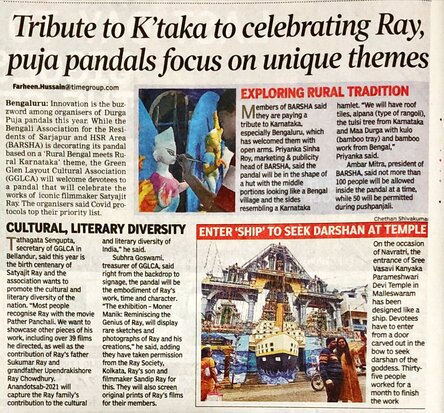 Tribute to K'taka to celebrating Ray,
puja pandals focus on unique themes
Farheen.Hussain@timegroup.com
Bengaluru: Innovation is the buz-
zword among organisers of Durga
Puja pandals this year. While the
Bengali Association for the Resi-
dents of Sarjapur and HSR Area
(BARSHA) is decorating its pandal
based on a 'Rural Bengal meets Ru-
ral Karnataka' theme, the Green
Glen Layout Cultural Association
(GGLCA) will welcome devotees to
a pandal that will celebrate the
works of iconic filmmaker Satyajit
Ray. The organisers said Covid
protocols top their priority list.
EXPLORING RURAL TRADITION
Members of BARSHA said
they are paying a
tribute to Karnataka,
especially Bengaluru, which
has welcomed them with
open arms. Priyanka Sinha
Roy, marketing & publicity
head of BARSHA, said the
pandal will be in the shape of
a hut with the middle
portions looking like a Bengal
village and the sides
resembling a Karnataka
hamlet. "We will have roof
tiles, aipana (type of rangoli),
the tulsi tree from Karnataka
and Maa Durga with kulo
(bamboo tray) and bamboo
work from Bengal,"
Priyanka said.
Ambar Mitra, president of
BARSHA, said not more than
100 people will be allowed
inside the pandal at a time,
while 50 will be permitted
during pushpanjali.
Chethan Shivakuma
CULTURAL, LITERARY DIVERSITY
Tathagata Sengupta,
secretary of GGLCA in
Bellandur, said this year is
the birth centenary of
Satyajit Ray and the
association wants to
promote the cultural and
literary diversity of the
nation. "Most people
recognise Ray with the movie
Pather Panchali. We want to
showcase other pieces of his
work, including over 39 films
he directed, as well as the
contribution of Ray's father
Sukumar Ray and
grandfather Upendrakishore
Ray Chowdhury.
Anandotsab-2021 will
capture the Ray family's
contribution to the cultural
and literary diversity of
India," he said.
Subhra Goswami,
treasurer of GGLCA, said
right from the backdrop to
signage, the pandal will be
the embodiment of Ray's
work, time and character.
"The exhibition – Moner
Manik: Reminiscing the
Genius of Ray, will display
rare sketches and
photographs of Ray and his
creations," he said, adding
they have taken permission
from the Ray Society,
Kolkata, Ray's son and
filmmaker Sandip Ray for
this. They will also screen
original prints of Ray's films
for their members.
ENTER 'SHIP' TO SEEK DARSHAN AT TEMPLE
On the occasion
of Navratri, the
entrance of Sree
Vasavi Kanyaka
Parameshwari
Devi Temple in
Malleswaram
has been
designed like a
ship. Devotees
have to enter
from a door
carved out in the
bow to seek
darshan of the
goddess. Thirty-
five people
worked for a
month to finish
the work